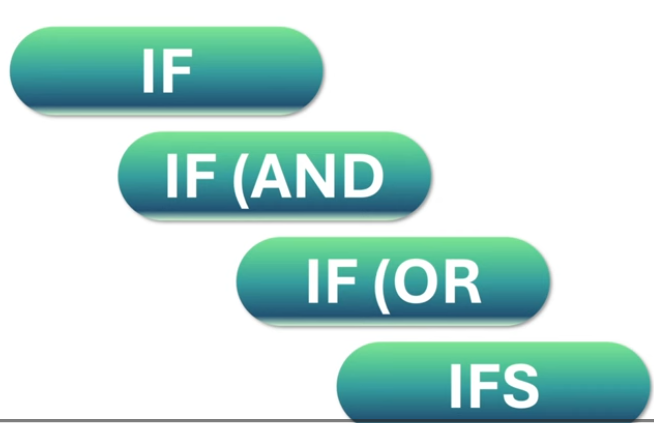 IF
IF (AND
IF (OR
IFS